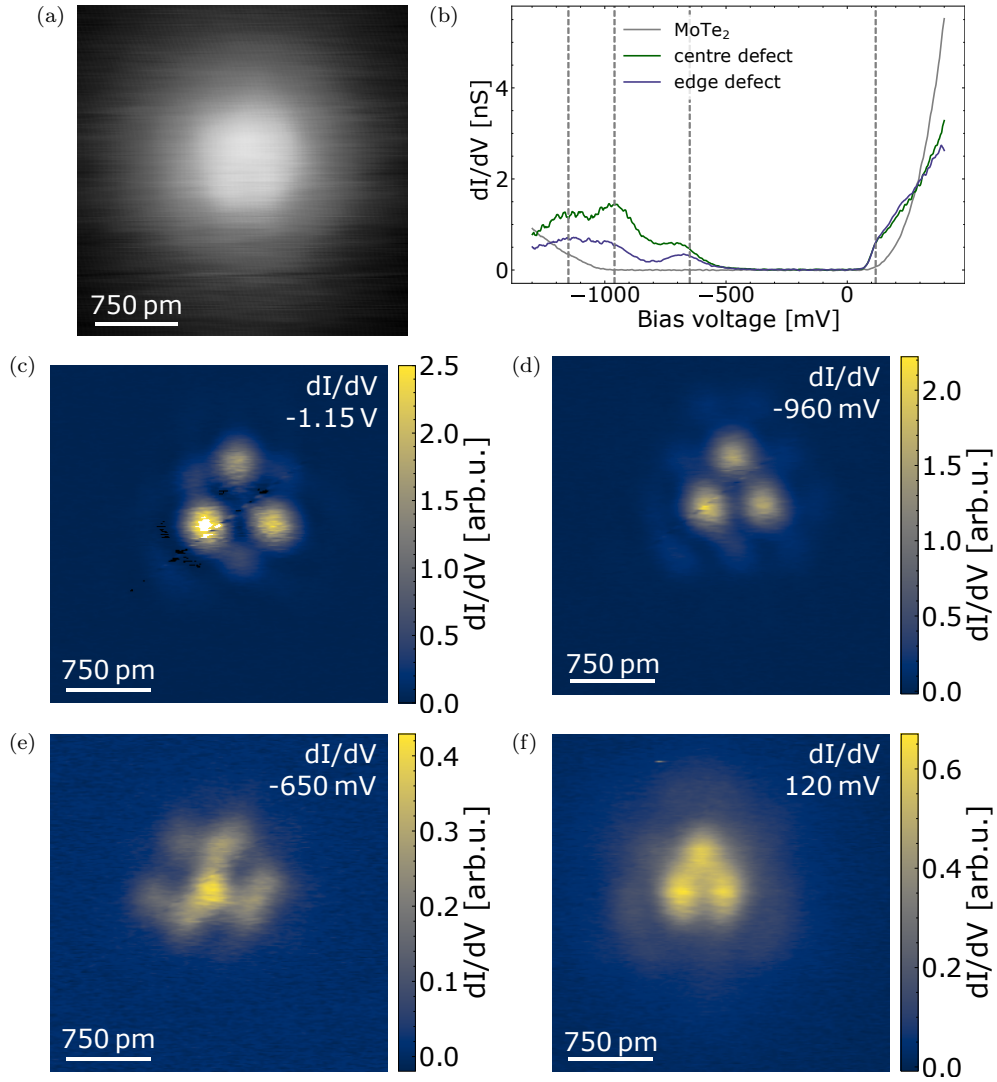 (a)
750 pm
(b)
dI/dV [nS]
4
2
0
MoTe₂
centre defect
edge defect
−1000
−500
0
Bias voltage [mV]
(c)
dI/dV
-1.15 V
750 pm
2.5
2.0
1.5
1.0
0.5
0.0
dI/dV [arb.u.]
(d)
dI/dV
-960 mV
750 pm
2.0
1.5
1.0
0.5
0.0
dI/dV [arb.u.]
(e)
dI/dV
-650 mV
750 pm
0.4
0.3
0.2
0.1
0.0
dI/dV [arb.u.]
(f)
dI/dV
120 mV
750 pm
0.6
0.4
0.2
0.0
dI/dV [arb.u.]